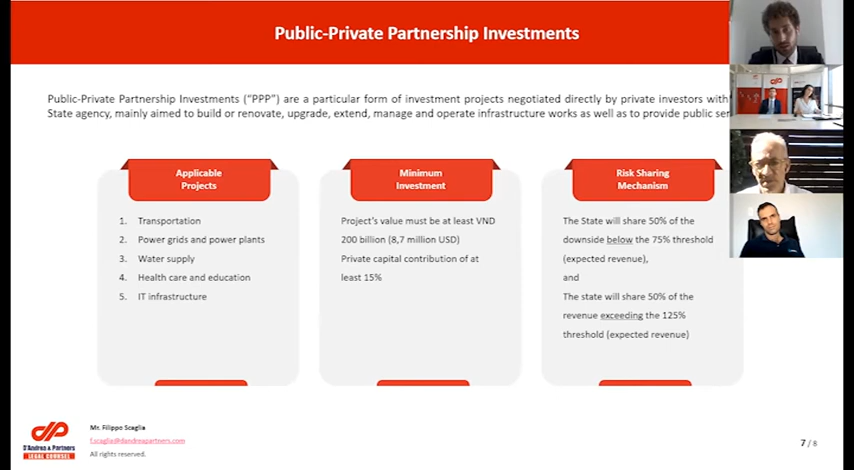 Public-Private Partnership Investments
Public-Private Partnership Investments (“PPP”) are a particular form of investment projects negotiated directly by private investors with
State agency, mainly aimed to build or renovate, upgrade, extend, manage and operate infrastructure works as well as to provide public
Applicable
Projects
1. Transportation
2. Power grids and power plants
3. Water supply
4. Health care and education
5. IT infrastructure
Minimum
Investment
Project's value must be at least VND
200 billion (8,7 million USD)
Private capital contribution of at
least 15%
Risk Sharing
Mechanism
The State will share 50% of the
downside below the 75% threshold
(expected revenue),
and
The state will share 50% of the
revenue exceeding the 125%
threshold (expected revenue)
dp
D'Andrea & Partners
LEGAL COUNSEL
Mr. Filippo Scaglia
f.scaglia@dandreapartners.com
All rights reserved.
7 / 8